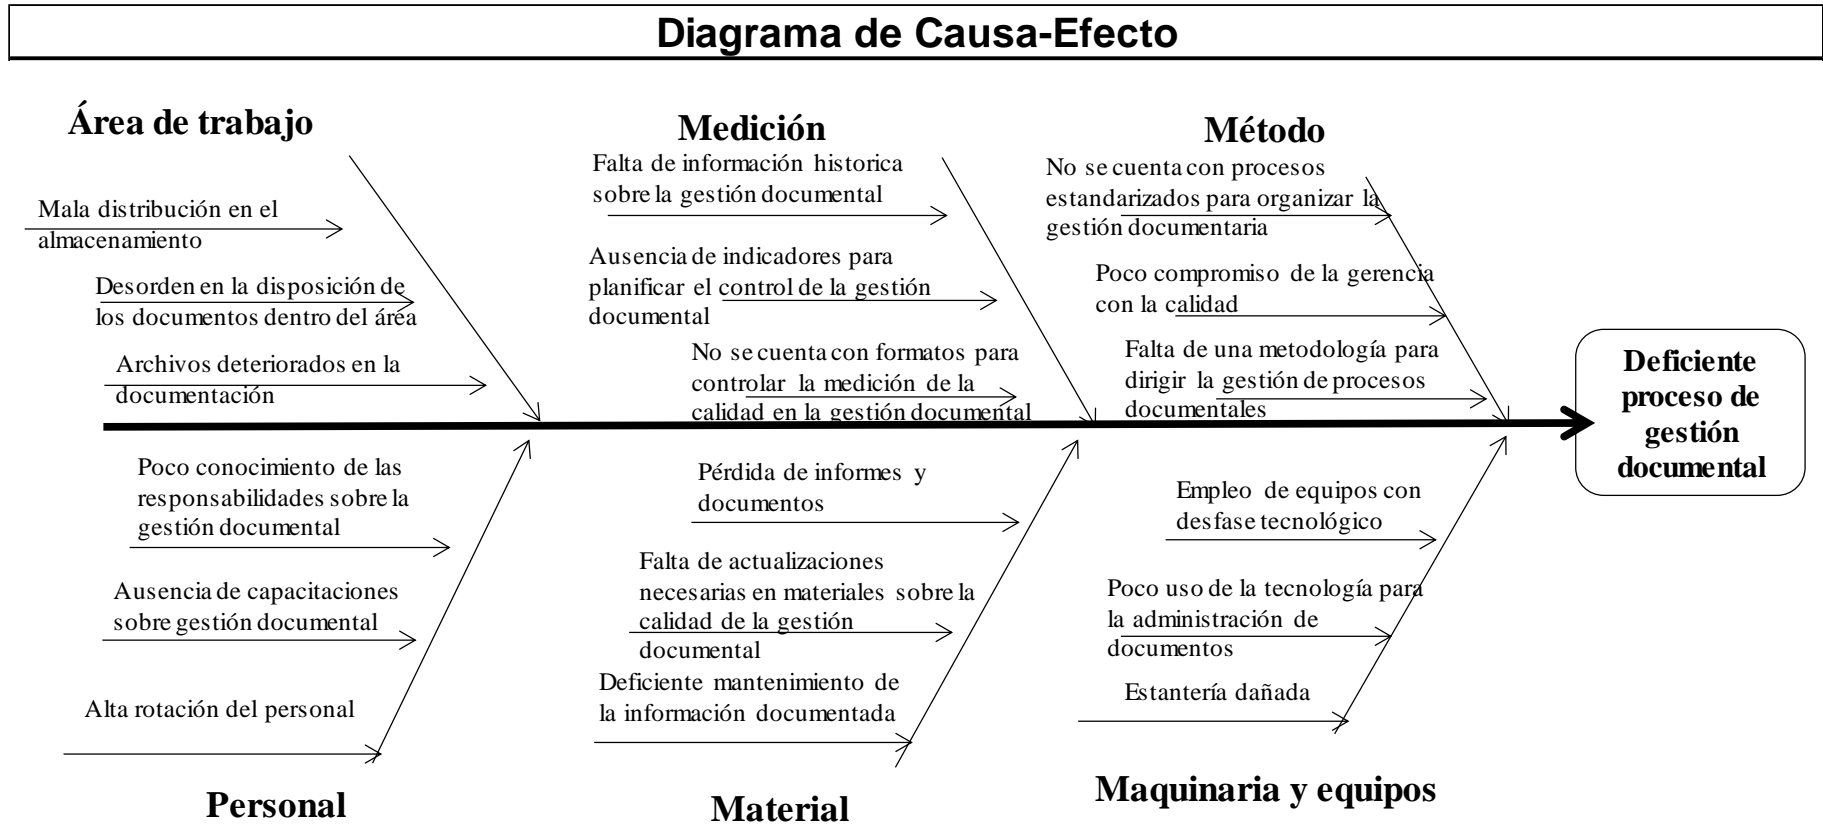 Diagrama de Causa-Efecto
Área de trabajo
Mala distribución en el
almacenamiento
Desorden en la disposición de
los documentos dentro del área
Archivos deteriorados en la
documentación
Medición
Falta de información historica
sobre la gestión documental
Ausencia de indicadores para
planificar el control de la gestión
documental
No se cuenta con formatos para
controlar la medición de la
calidad en la gestión documental
Método
No se cuenta con procesos
estandarizados para organizar la
gestión documentaria
Poco compromiso de la gerencia
con la calidad
Falta de una metodología para
dirigir la gestión de procesos
documentales
Deficiente
proceso de
gestión
documental
Poco conocimiento de las
responsabilidades sobre la
gestión documental
Ausencia de capacitaciones
sobre gestión documental
Alta rotación del personal
Personal
Pérdida de informes y
documentos
Falta de actualizaciones
necesarias en materiales sobre la
calidad de la gestión
documental
Deficiente mantenimiento de
la información documentada
Material
Empleo de equipos con
desfase tecnológico
Poco uso de la tecnología para
la administración de
documentos
Estantería dañada
Maquinaria y equipos